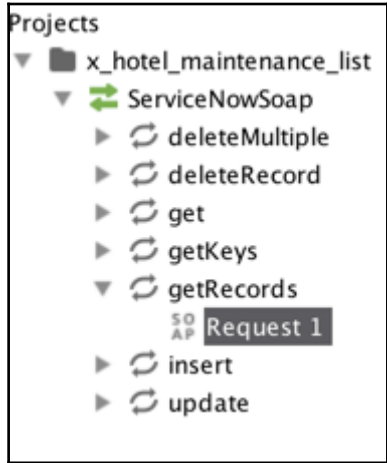 Projects
x_hotel_maintenance_list
ServiceNowSoap
deleteMultiple
deleteRecord
get
getKeys
getRecords
SO
AP Request 1
insert
update